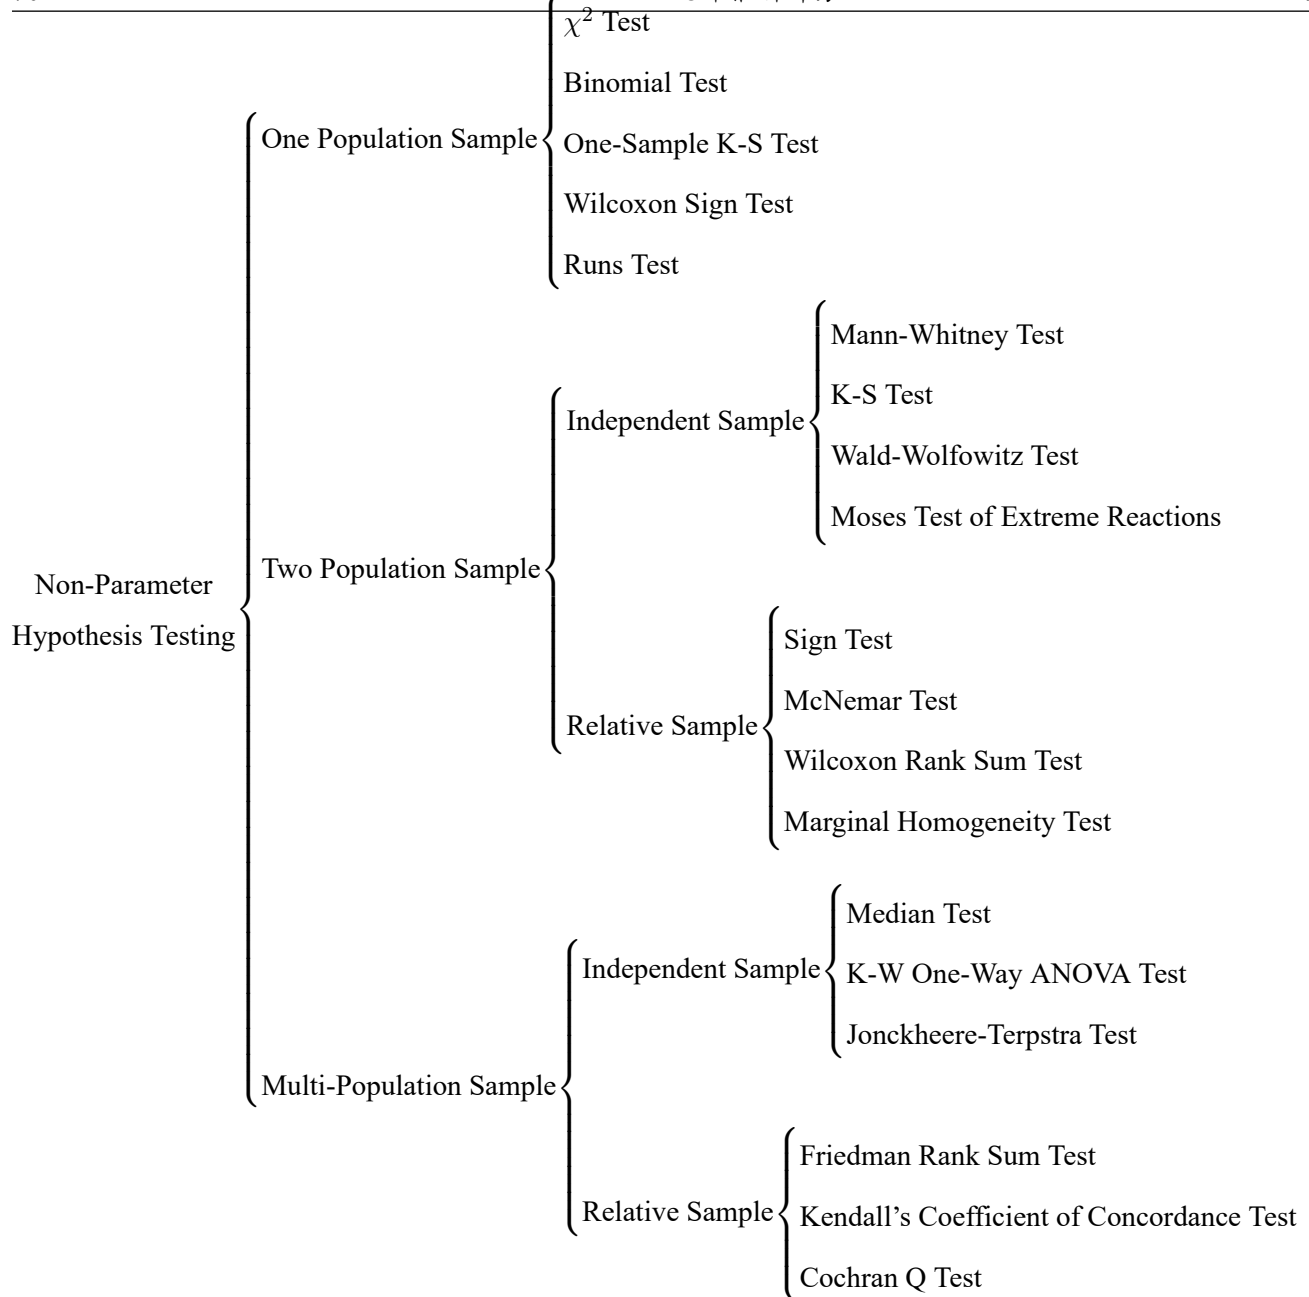 χ² Test
Binomial Test
One Population Sample
One-Sample K-S Test
Wilcoxon Sign Test
Runs Test
Mann-Whitney Test
K-S Test
Independent Sample
Wald-Wolfowitz Test
Moses Test of Extreme Reactions
Two Population Sample
Non-Parameter
Hypothesis Testing
Sign Test
McNemar Test
Relative Sample
Wilcoxon Rank Sum Test
Marginal Homogeneity Test
Median Test
Independent Sample
K-W One-Way ANOVA Test
Jonckheere-Terpstra Test
Multi-Population Sample
Friedman Rank Sum Test
Relative Sample
Kendall’s Coefficient of Concordance Test
Cochran Q Test